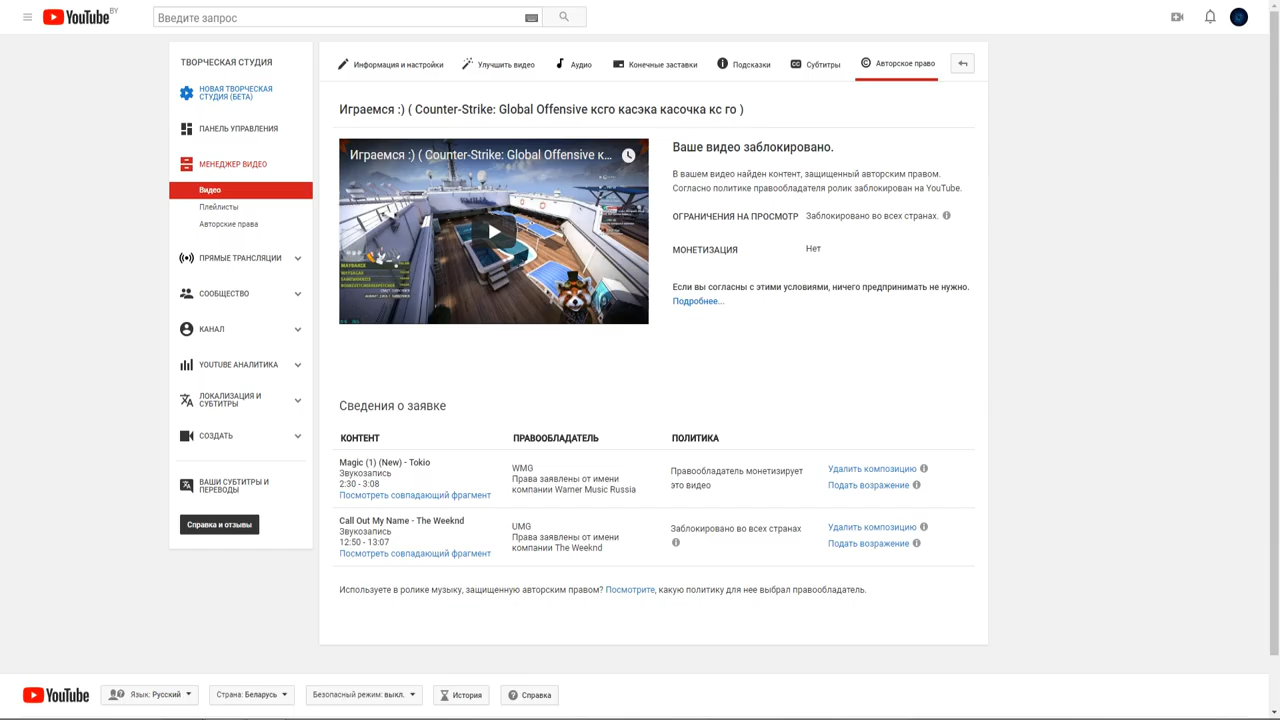 YouTube BY
Введите запрос
ТВОРЧЕСКАЯ СТУДИЯ
НОВАЯ ТВОРЧЕСКАЯ
СТУДИЯ (БЕТА)
ПАНЕЛЬ УПРАВЛЕНИЯ
МЕНЕДЖЕР ВИДЕО
Видео
Плейлисты
Авторские права
ПРЯМЫЕ ТРАНСЛЯЦИИ
СООБЩЕСТВО
КАНАЛ
YOUTUBE АНАЛИТИКА
ЛОКАЛИЗАЦИЯ И
СУБТИТРЫ
СОЗДАТЬ
ВАШИ СУБТИТРЫ И
ПЕРЕВОДЫ
Справка и отзывы
Информация и настройки
Улучшить видео
Аудио
Конечные заставки
Подсказки
Субтитры
Авторское право
Играемся :) ( Counter-Strike: Global Offensive ксго касэка касочка кс го )
Играемся :) ( Counter-Strike: Global Offensive к...
Ваше видео заблокировано.
В вашем видео найден контент, защищенный авторским правом.
Согласно политике правообладателя ролик заблокирован на YouTube.
ОГРАНИЧЕНИЯ НА ПРОСМОТР Заблокировано во всех странах.
МОНЕТИЗАЦИЯ Нет
Если вы согласны с этими условиями, ничего предпринимать не нужно.
Подробнее...
Сведения о заявке
КОНТЕНТ ПРАВООБЛАДАТЕЛЬ ПОЛИТИКА
Magic (1) (New) - Tokio
Звукозапись
2:30 - 3:08
Посмотреть совпадающий фрагмент
WMG
Права заявлены от имени
компании Warner Music Russia
Правообладатель монетизирует
это видео
Удалить композицию
Подать возражение
Call Out My Name - The Weeknd
Звукозапись
12:50 - 13:07
Посмотреть совпадающий фрагмент
UMG
Права заявлены от имени
компании The Weeknd
Заблокировано во всех странах
Удалить композицию
Подать возражение
Используете в ролике музыку, защищенную авторским правом? Посмотрите, какую политику для нее выбрал правообладатель.
YouTube
Язык: Русский
Страна: Беларусь
Безопасный режим: выкл.
История
Справка